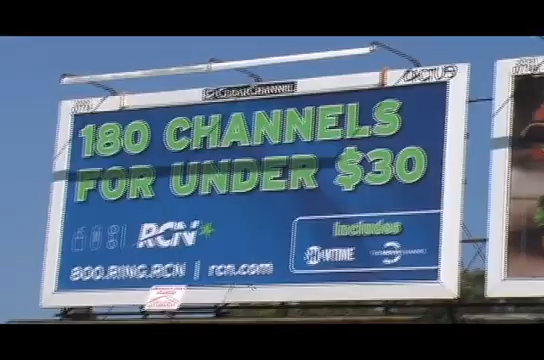 180 CHANNELS
FOR UNDER $30
RCN
Includes
SHOWTIME
800.RING.RCN | rcn.com